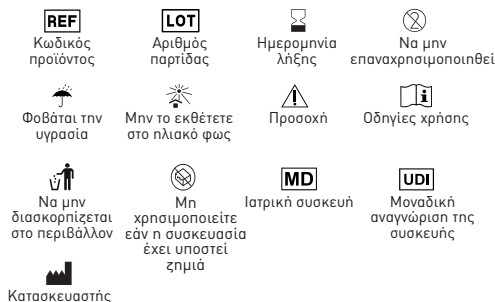 REF
Κωδικός
προϊόντος
LOT
Αριθμός
παρτίδας
Ημερομηνία
λήξης
2
Να μην
επαναχρησιμοποιηθεί
Φοβάται την
υγρασία
Μην το εκθέτετε
στο ηλιακό φως
Προσοχή
i
Οδηγίες χρήσης
Να μην
διασκορπίζεται
στο περιβάλλον
Μη
χρησιμοποιείτε
εάν η συσκευασία
έχει υποστεί
ζημιά
MD
Ιατρική συσκευή
UDI
Μοναδική
αναγνώριση της
συσκευής
Κατασκευαστής